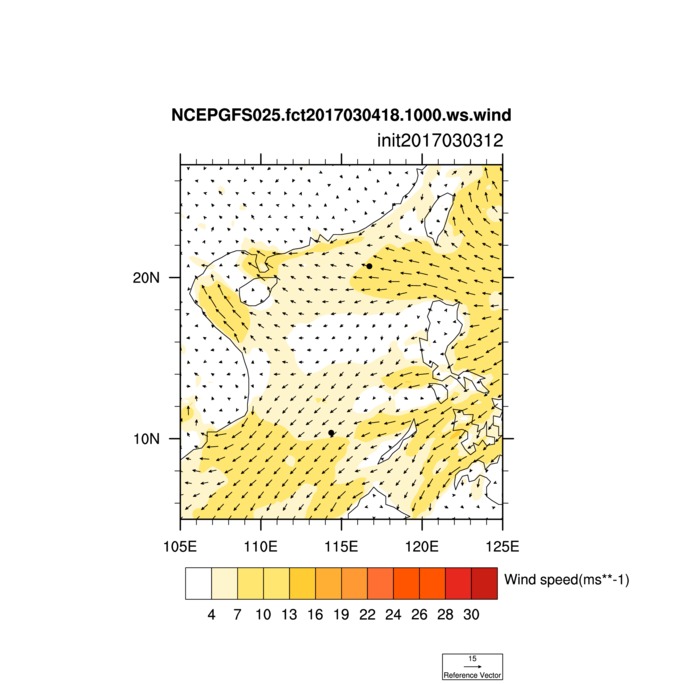 NCEPGFS025.fct2017030418.1000.ws.wind
init2017030312
20N
10N
105E 110E 115E 120E 125E
Wind speed(ms**-1)
4 7 10 13 16 19 22 24 26 28 30
15
Reference Vector